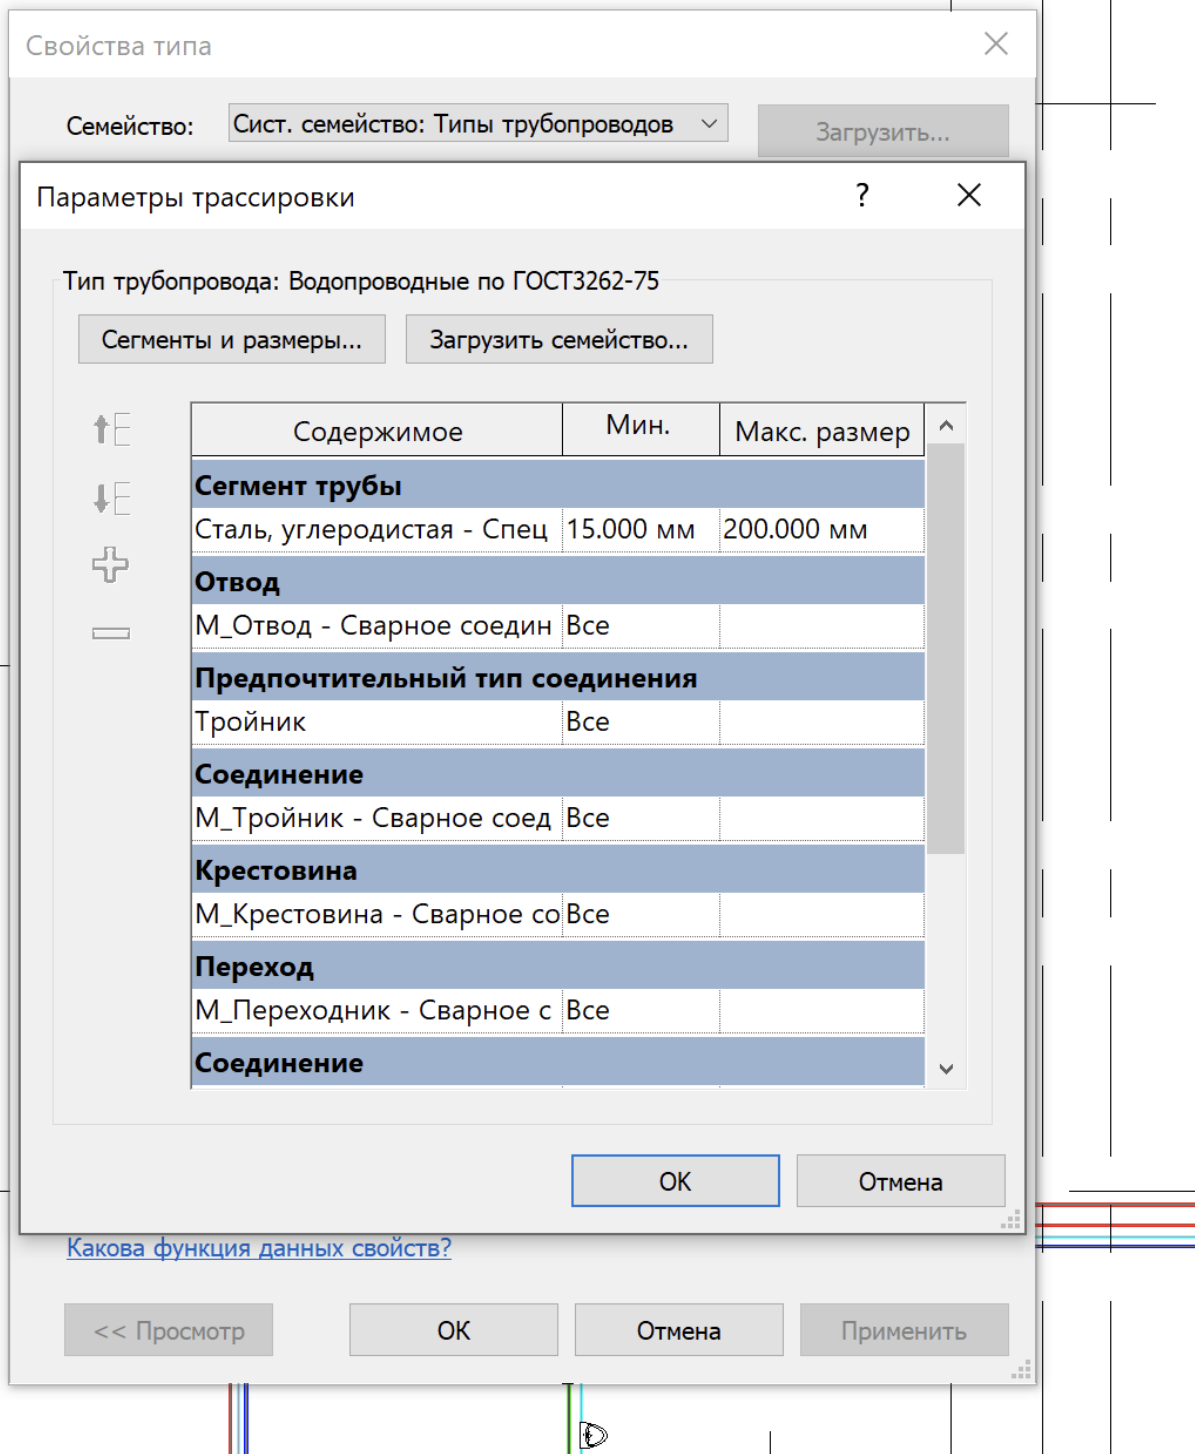 Свойства типа
Семейство:
Сист. семейство: Типы трубопроводов
Загрузить...
Параметры трассировки
?
Тип трубопровода: Водопроводные по ГОСТ3262-75
Сегменты и размеры...
Загрузить семейство...
Содержимое Мин. Макс. размер
Сегмент трубы
Сталь, углеродистая - Спец 15.000 мм 200.000 мм
Отвод
М_Отвод - Сварное соедин Все
Предпочтительный тип соединения
Тройник Все
Соединение
М_Тройник - Сварное соед Все
Крестовина
М_Крестовина - Сварное со Все
Переход
М_Переходник - Сварное с Все
Соединение
ОК
Отмена
Какова функция данных свойств?
<< Просмотр
ОК
Отмена
Применить